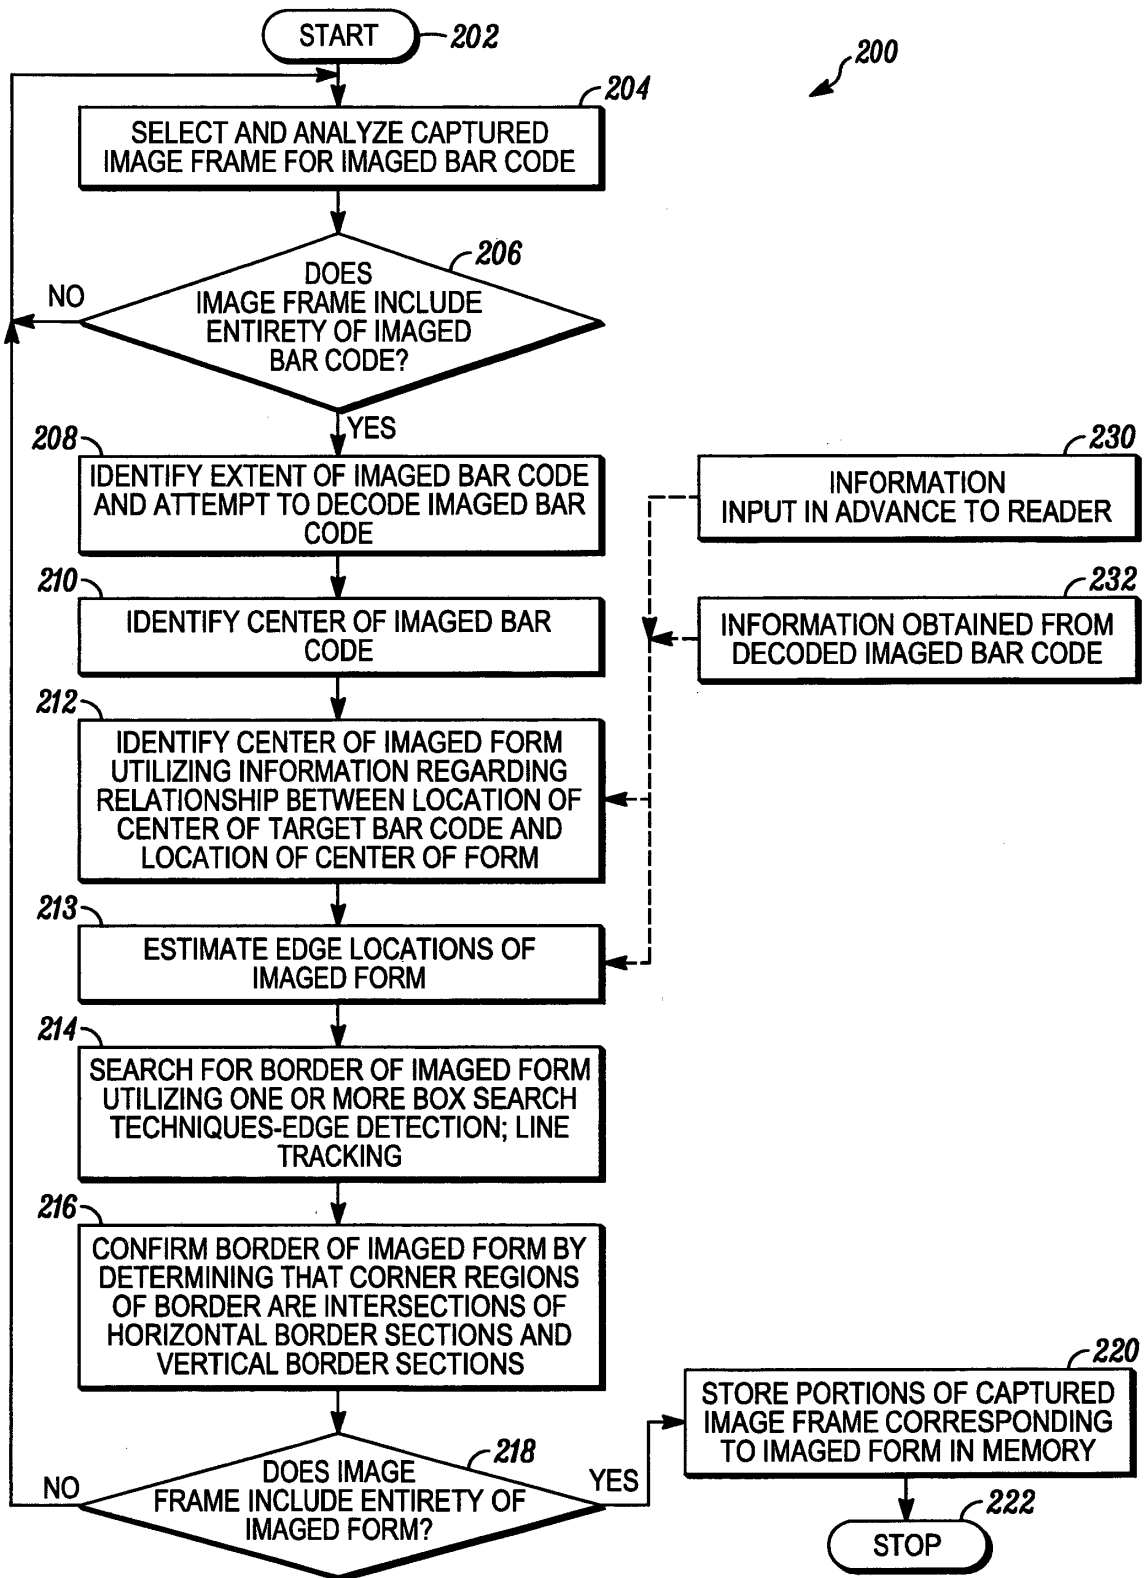 START
202
200
204
SELECT AND ANALYZE CAPTURED
IMAGE FRAME FOR IMAGED BAR CODE
206
DOES
IMAGE FRAME INCLUDE
ENTIRETY OF IMAGED
BAR CODE?
NO
YES
208
IDENTIFY EXTENT OF IMAGED BAR CODE
AND ATTEMPT TO DECODE IMAGED BAR
CODE
230
INFORMATION
INPUT IN ADVANCE TO READER
210
IDENTIFY CENTER OF IMAGED BAR
CODE
232
INFORMATION OBTAINED FROM
DECODED IMAGED BAR CODE
212
IDENTIFY CENTER OF IMAGED FORM
UTILIZING INFORMATION REGARDING
RELATIONSHIP BETWEEN LOCATION OF
CENTER OF TARGET BAR CODE AND
LOCATION OF CENTER OF FORM
213
ESTIMATE EDGE LOCATIONS OF
IMAGED FORM
214
SEARCH FOR BORDER OF IMAGED FORM
UTILIZING ONE OR MORE BOX SEARCH
TECHNIQUES-EDGE DETECTION; LINE
TRACKING
216
CONFIRM BORDER OF IMAGED FORM BY
DETERMINING THAT CORNER REGIONS
OF BORDER ARE INTERSECTIONS OF
HORIZONTAL BORDER SECTIONS AND
VERTICAL BORDER SECTIONS
218
DOES IMAGE
FRAME INCLUDE ENTIRETY OF
IMAGED FORM?
NO
YES
220
STORE PORTIONS OF CAPTURED
IMAGE FRAME CORRESPONDING
TO IMAGED FORM IN MEMORY
222
STOP